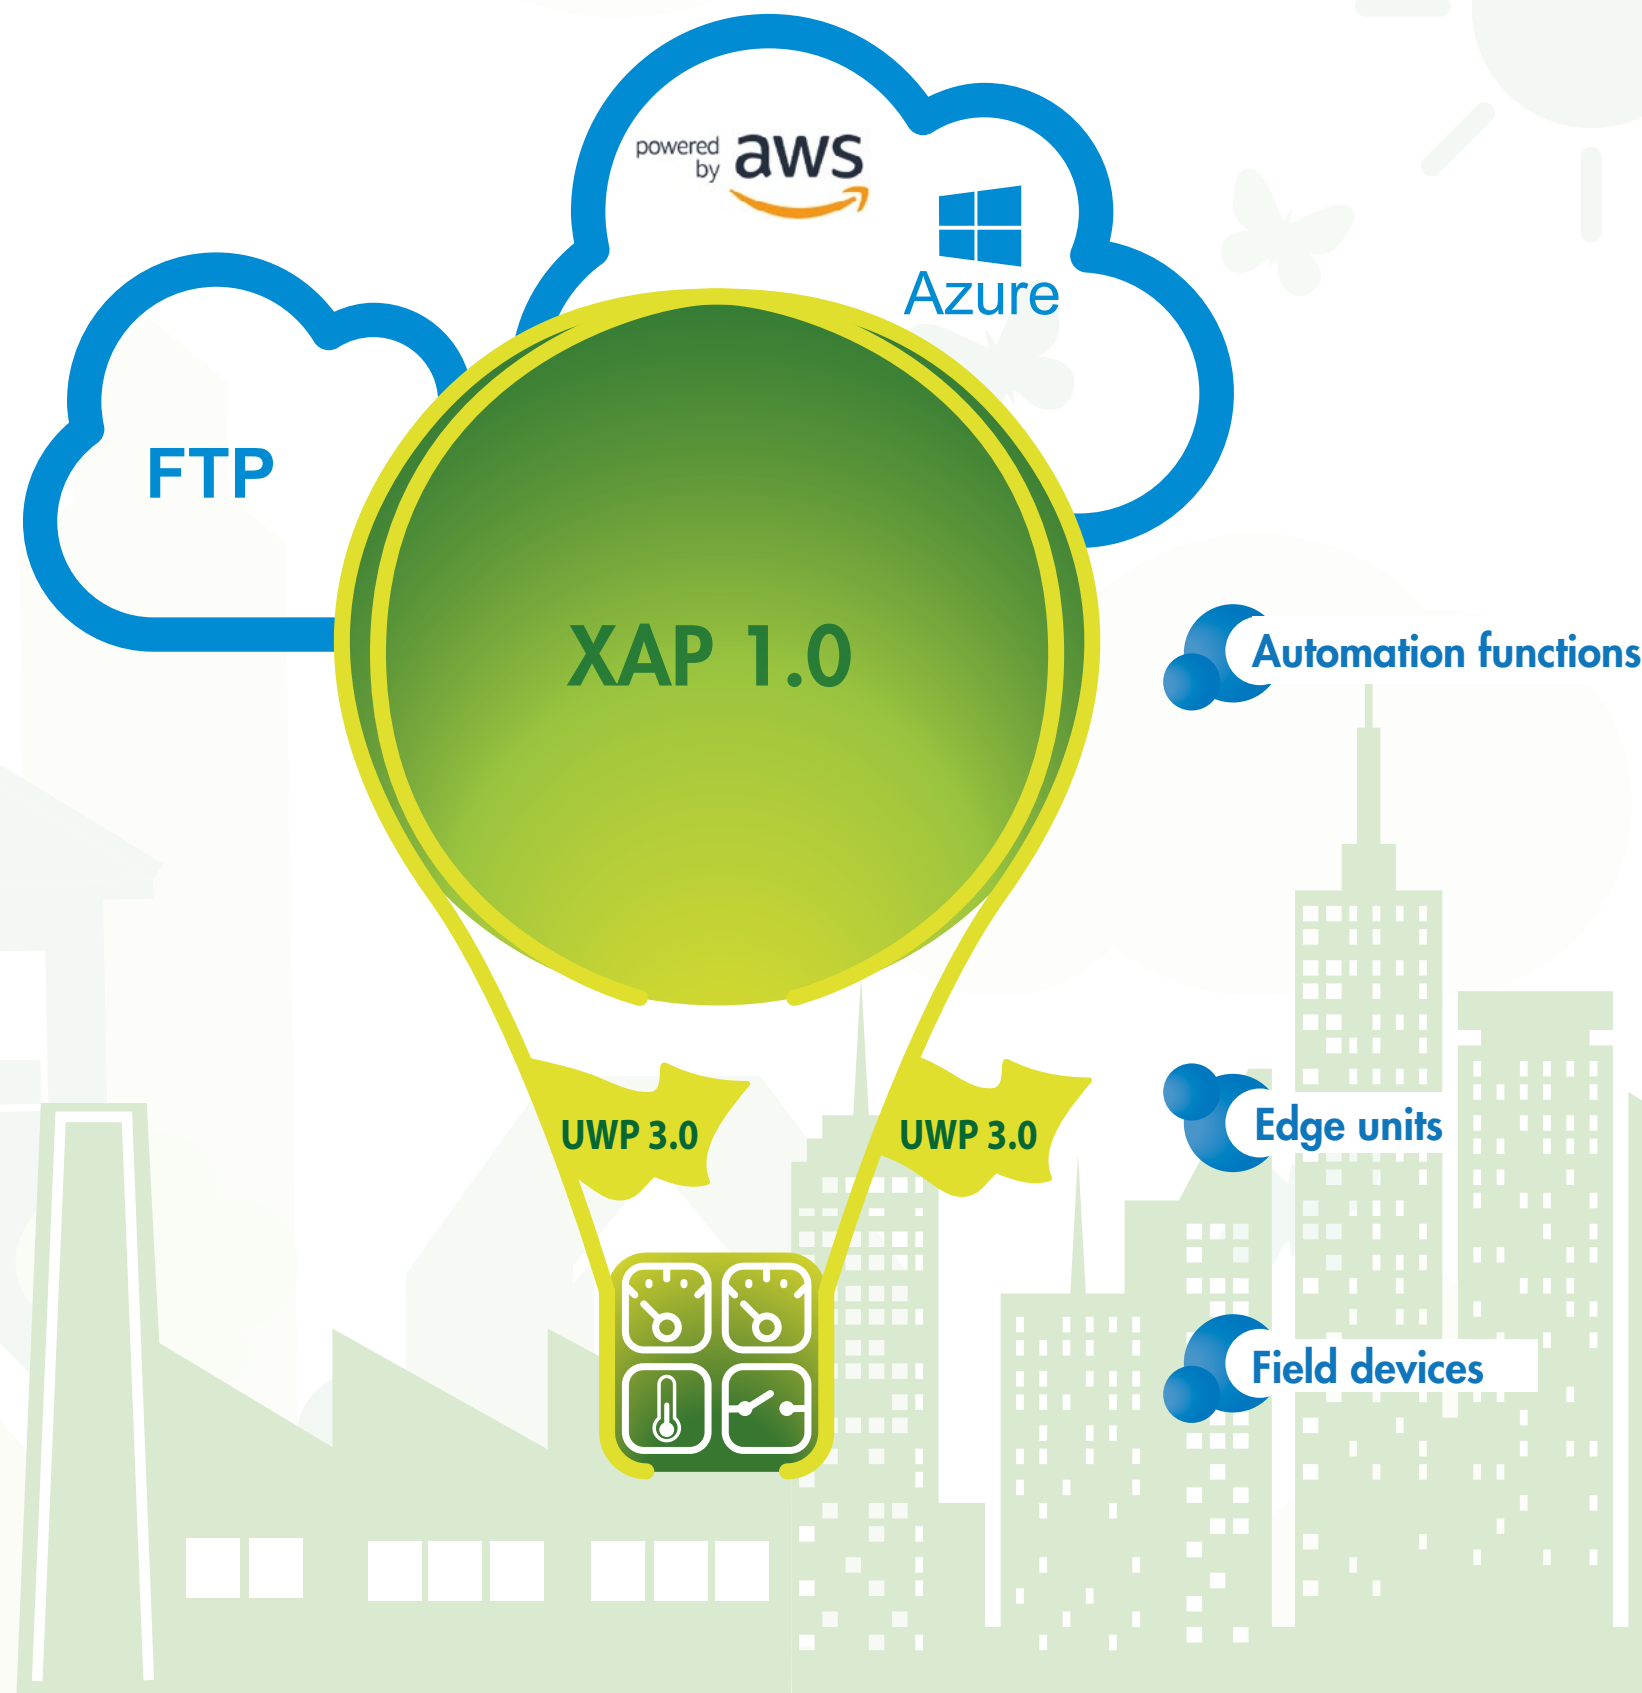 powered
by aws
Azure
FTP
XAP 1.0
Automation functions
UWP 3.0
UWP 3.0
Edge units
Field devices